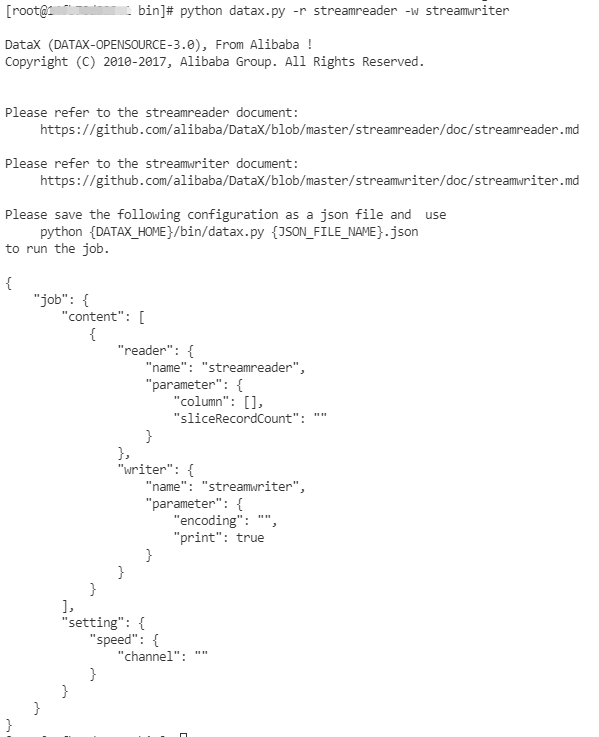 [root@ bin]# python datax.py -r streamreader -w streamwriter
DataX (DATAX-OPENSOURCE-3.0), From Alibaba !
Copyright (C) 2010-2017, Alibaba Group. All Rights Reserved.
Please refer to the streamreader document:
     https://github.com/alibaba/DataX/blob/master/streamreader/doc/streamreader.md
Please refer to the streamwriter document:
     https://github.com/alibaba/DataX/blob/master/streamwriter/doc/streamwriter.md
Please save the following configuration as a json file and  use
     python {DATAX_HOME}/bin/datax.py {JSON_FILE_NAME}.json
to run the job.
{
    "job": {
        "content": [
            {
                "reader": {
                    "name": "streamreader",
                    "parameter": {
                        "column": [],
                        "sliceRecordCount": ""
                    }
                },
                "writer": {
                    "name": "streamwriter",
                    "parameter": {
                        "encoding": "",
                        "print": true
                    }
                }
            }
        ],
        "setting": {
            "speed": {
                "channel": ""
            }
        }
    }
}